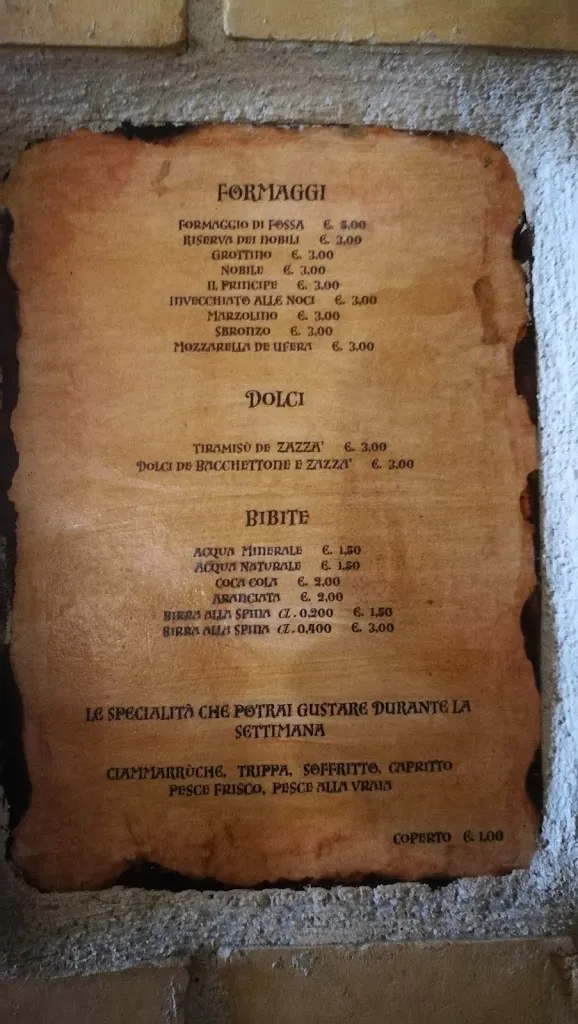 FORMAGGI
FORMAGGIO DI FOSSA €. 5,00
RISERVA DEI NOBILI €. 3,00
GROTTINO €. 3,00
NOBILE €. 3,00
IL PRINCIPE €. 3,00
INVECCHIATO ALLE NOCI €. 3,00
MARZOLINO €. 3,00
SBRONZO €. 3,00
MOZZARELLA DE UFERA €. 3,00
DOLCI
TIRAMISÙ DE ZAZZA' €. 3,00
DOLCI DE BACCHETTONE E ZAZZA' €. 3,00
BIBITE
ACQUA MINERALE €. 1,50
ACQUA NATURALE €. 1,50
COCA COLA €. 2,00
ARANCIATA €. 2,00
BIRRA ALLA SPINA CZ. 0,200 €. 1,50
BIRRA ALLA SPINA CZ. 0,400 €. 3,00
LE SPECIALITÀ CHE POTRAI GUSTARE DURANTE LA
SETTIMANA
CIAMMARRÙCHE, TRIPPA, SOFFRITTO, CAPRITTO
PESCE FRISCO, PESCE ALLA VRAIA
COPERTO €. 1,00